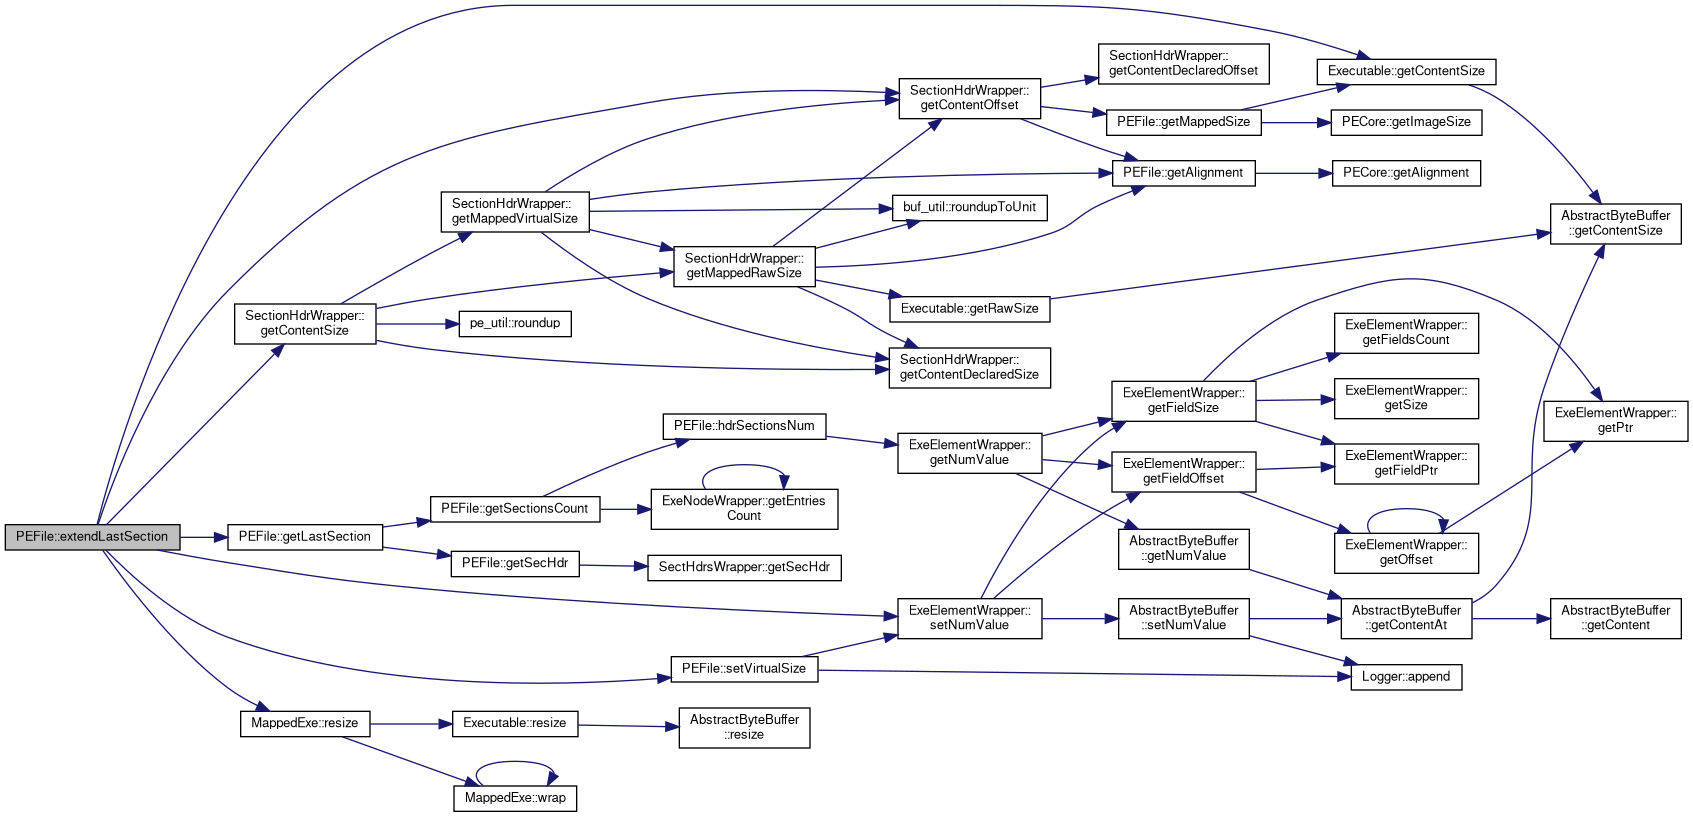 SectionHdrWrapper::
getContentDeclaredOffset
Executable::getContentSize
SectionHdrWrapper::
getContentOffset
PEFile::getMappedSize
PECore::getImageSize
PEFile::getAlignment
PECore::getAlignment
SectionHdrWrapper::
getMappedVirtualSize
buf_util::roundupToUnit
AbstractByteBuffer
::getContentSize
SectionHdrWrapper::
getMappedRawSize
Executable::getRawSize
SectionHdrWrapper::
getContentSize
pe_util::roundup
SectionHdrWrapper::
getContentDeclaredSize
ExeElementWrapper::
getFieldsCount
ExeElementWrapper::
getFieldSize
ExeElementWrapper::
getSize
ExeElementWrapper::
getPtr
PEFile::hdrSectionsNum
ExeElementWrapper::
getNumValue
ExeElementWrapper::
getFieldPtr
ExeElementWrapper::
getFieldOffset
PEFile::getSectionsCount
ExeNodeWrapper::getEntries
Count
PEFile::extendLastSection
PEFile::getLastSection
AbstractByteBuffer
::getNumValue
ExeElementWrapper::
getOffset
PEFile::getSecHdr
SectHdrsWrapper::getSecHdr
ExeElementWrapper::
setNumValue
AbstractByteBuffer
::setNumValue
AbstractByteBuffer
::getContentAt
AbstractByteBuffer
::getContent
PEFile::setVirtualSize
Logger::append
MappedExe::resize
Executable::resize
AbstractByteBuffer
::resize
MappedExe::wrap